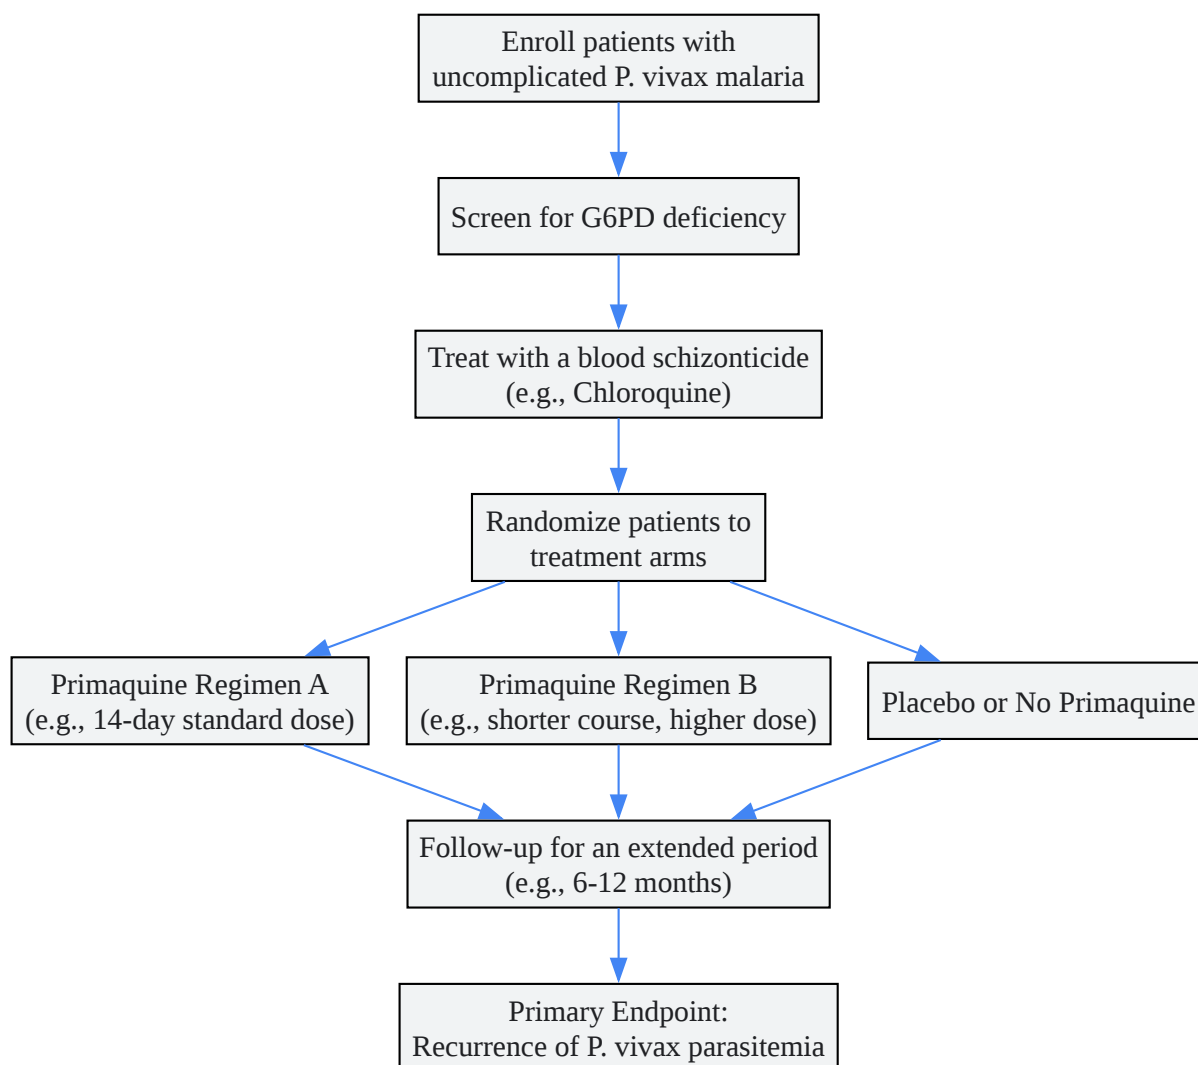 Enroll patients with
uncomplicated P. vivax malaria
Screen for G6PD deficiency
Treat with a blood schizonticide
(e.g., Chloroquine)
Randomize patients to
treatment arms
Primaquine Regimen A
(e.g., 14-day standard dose)
Primaquine Regimen B
(e.g., shorter course, higher dose)
Placebo or No Primaquine
Follow-up for an extended period
(e.g., 6-12 months)
Primary Endpoint:
Recurrence of P. vivax parasitemia